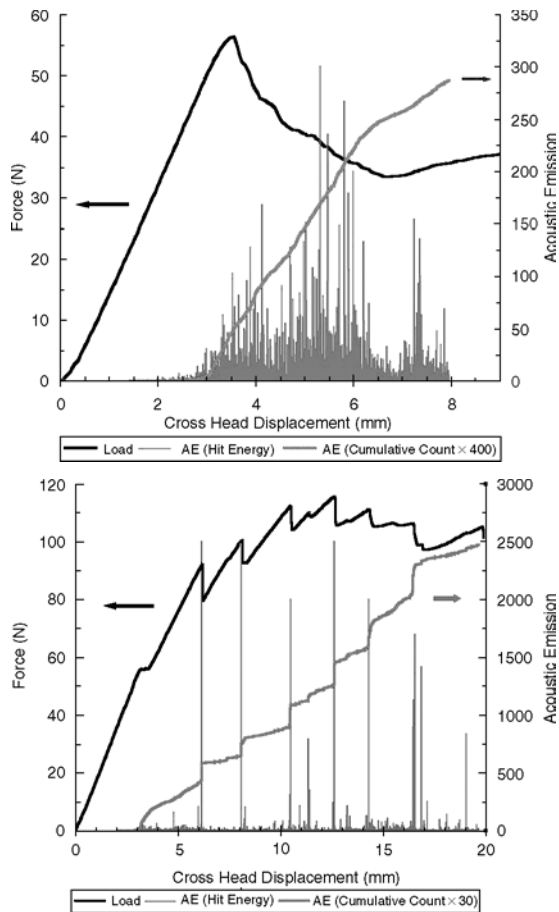 60
50
40
30
20
10
0
Force (N)
350
300
250
200
150
100
50
0
Acoustic Emission
0 2 4 6 8
Cross Head Displacement (mm)
Load AE (Hit Energy) AE (Cumulative Count × 400)
120
100
80
60
40
20
0
Force (N)
3000
2500
2000
1500
1000
500
0
Acoustic Emission
0 5 10 15 20
Cross Head Displacement (mm)
Load AE (Hit Energy) AE (Cumulative Count × 30)